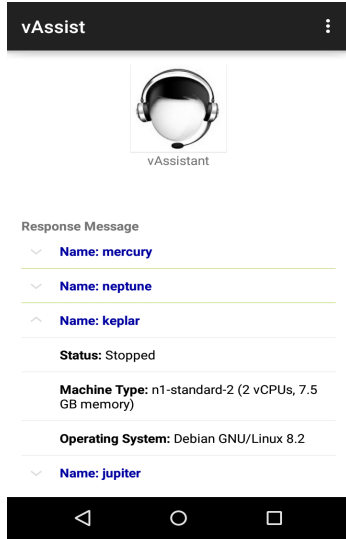 vAssist
vAssistant
Response Message
Name: mercury
Name: neptune
Name: keplar
Status: Stopped
Machine Type: n1-standard-2 (2 vCPUs, 7.5
GB memory)
Operating System: Debian GNU/Linux 8.2
Name: jupiter